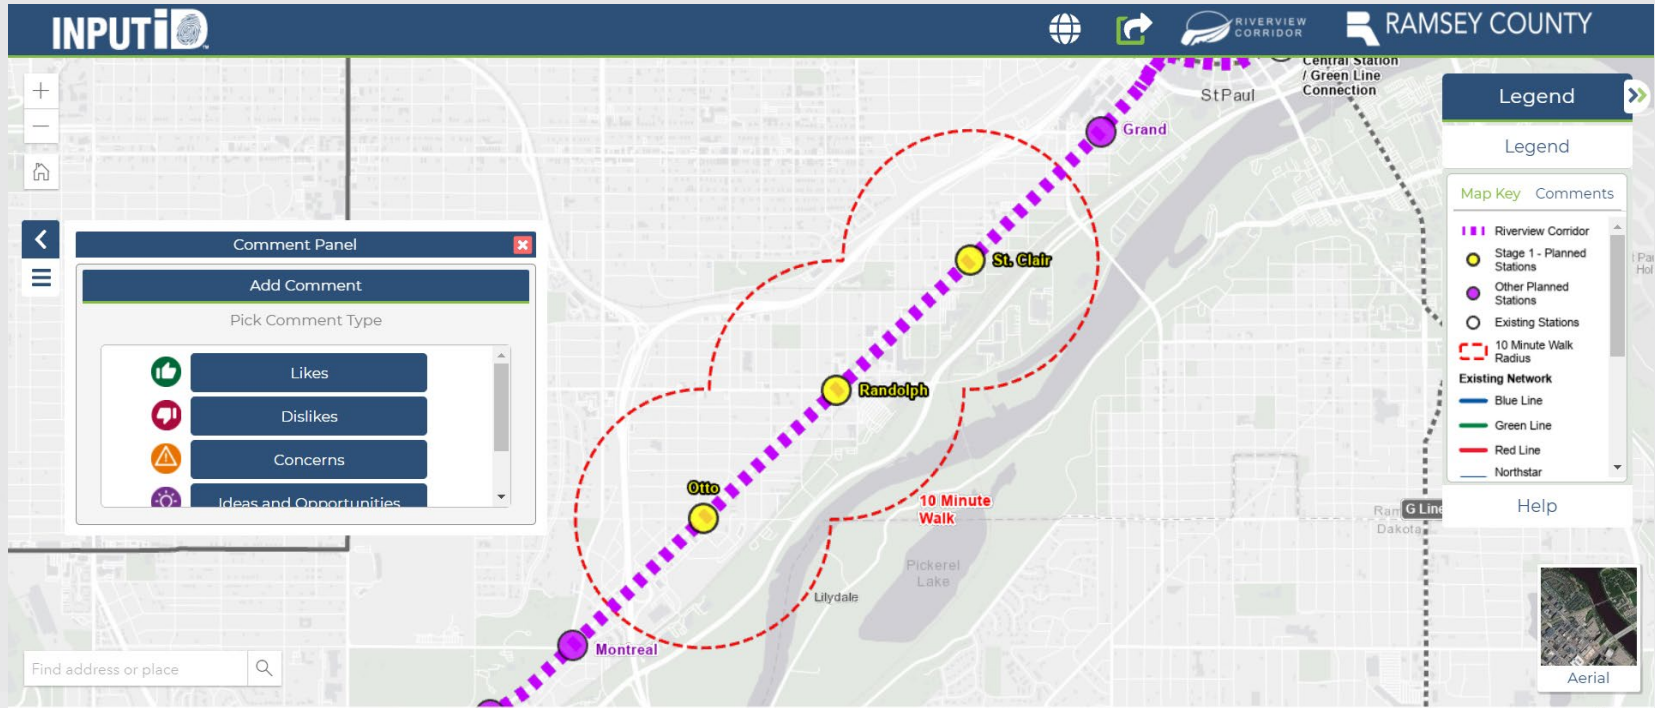 INPUTiD
RIVERVIEW
CORRIDOR
RAMSEY COUNTY
Central Station
/ Green Line
Connection
StPaul
Grand
St. Clair
Randolph
Otto
10 Minute
Walk
Pickerel
Lake
Lilydale
Montreal
G Line
Dakota
Comment Panel
Add Comment
Pick Comment Type
Likes
Dislikes
Concerns
Ideas and Opportunities
Find address or place
Legend
Legend
Map Key Comments
Riverview Corridor
Stage 1 - Planned
Stations
Other Planned
Stations
Existing Stations
10 Minute Walk
Radius
Existing Network
Blue Line
Green Line
Red Line
Northstar
Help
Aerial